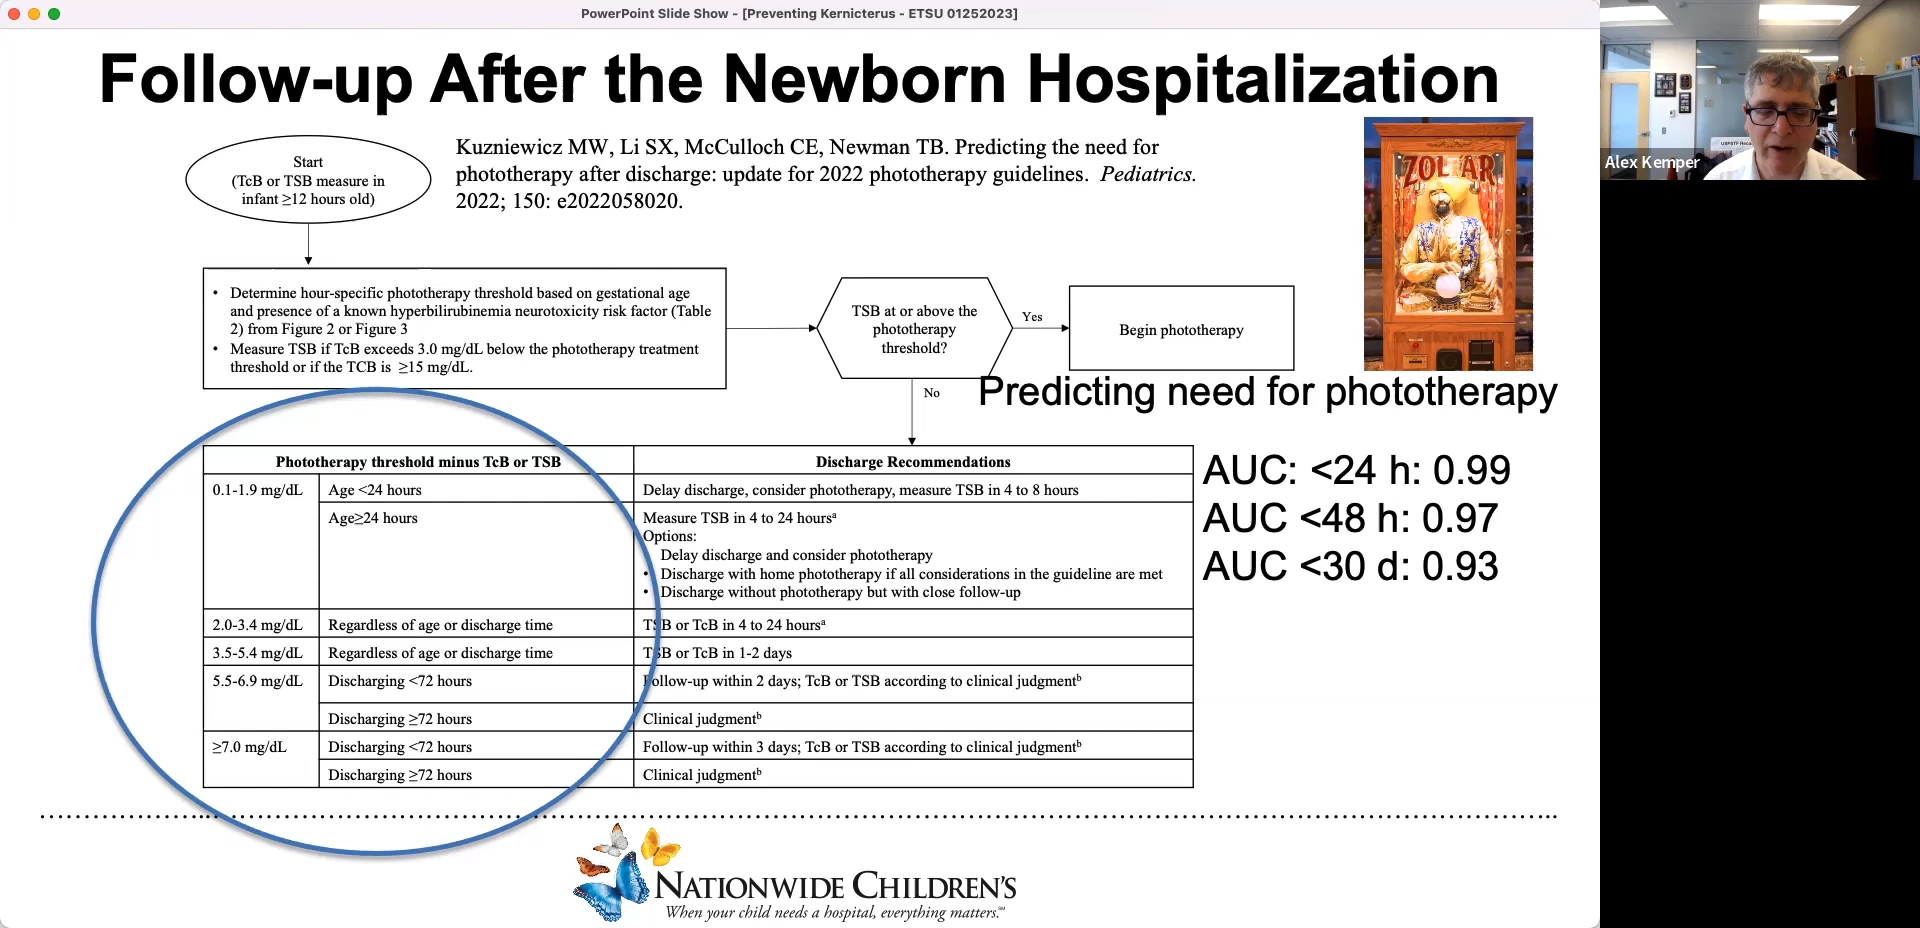 PowerPoint Slide Show - [Preventing Kernicterus - ETSU 01252023]
Follow-up After the Newborn Hospitalization
Start
(TcB or TSB measure in
infant ≥12 hours old)
Kuzniewicz MW, Li SX, McCulloch CE, Newman TB. Predicting the need for
phototherapy after discharge: update for 2022 phototherapy guidelines. Pediatrics.
2022; 150: e2022058020.
ZOLTAR
Alex Kemper
• Determine hour-specific phototherapy threshold based on gestational age
and presence of a known hyperbilirubinemia neurotoxicity risk factor (Table
2) from Figure 2 or Figure 3
• Measure TSB if TcB exceeds 3.0 mg/dL below the phototherapy treatment
threshold or if the TCB is ≥15 mg/dL.
TSB at or above the
phototherapy
threshold?
Yes
Begin phototherapy
No
Predicting need for phototherapy
AUC: <24 h: 0.99
AUC <48 h: 0.97
AUC <30 d: 0.93
Phototherapy threshold minus TcB or TSB
Discharge Recommendations
0.1-1.9 mg/dL
Age <24 hours
Delay discharge, consider phototherapy, measure TSB in 4 to 8 hours
Age≥24 hours
Measure TSB in 4 to 24 hoursᵃ
Options:
Delay discharge and consider phototherapy
• Discharge with home phototherapy if all considerations in the guideline are met
• Discharge without phototherapy but with close follow-up
2.0-3.4 mg/dL
Regardless of age or discharge time
TSB or TcB in 4 to 24 hoursᵃ
3.5-5.4 mg/dL
Regardless of age or discharge time
TSB or TcB in 1-2 days
5.5-6.9 mg/dL
Discharging <72 hours
Follow-up within 2 days; TcB or TSB according to clinical judgmentᵇ
Discharging ≥72 hours
Clinical judgmentᵇ
≥7.0 mg/dL
Discharging <72 hours
Follow-up within 3 days; TcB or TSB according to clinical judgmentᵇ
Discharging ≥72 hours
Clinical judgmentᵇ
NATIONWIDE CHILDREN'S
When your child needs a hospital, everything matters.℠